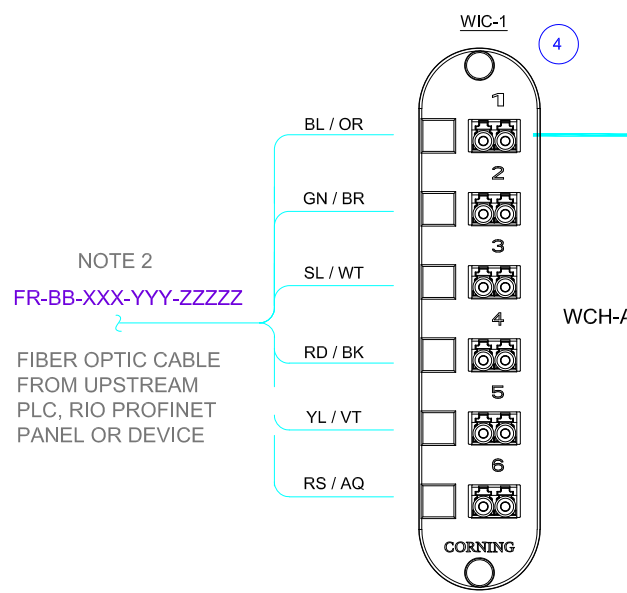 WIC-1
4
1
BL / OR
2
GN / BR
3
NOTE 2
SL / WT
FR-BB-XXX-YYY-ZZZZZ
4
WCH-A
RD / BK
FIBER OPTIC CABLE
FROM UPSTREAM
PLC, RIO PROFINET
PANEL OR DEVICE
5
YL / VT
6
RS / AQ
CORNING